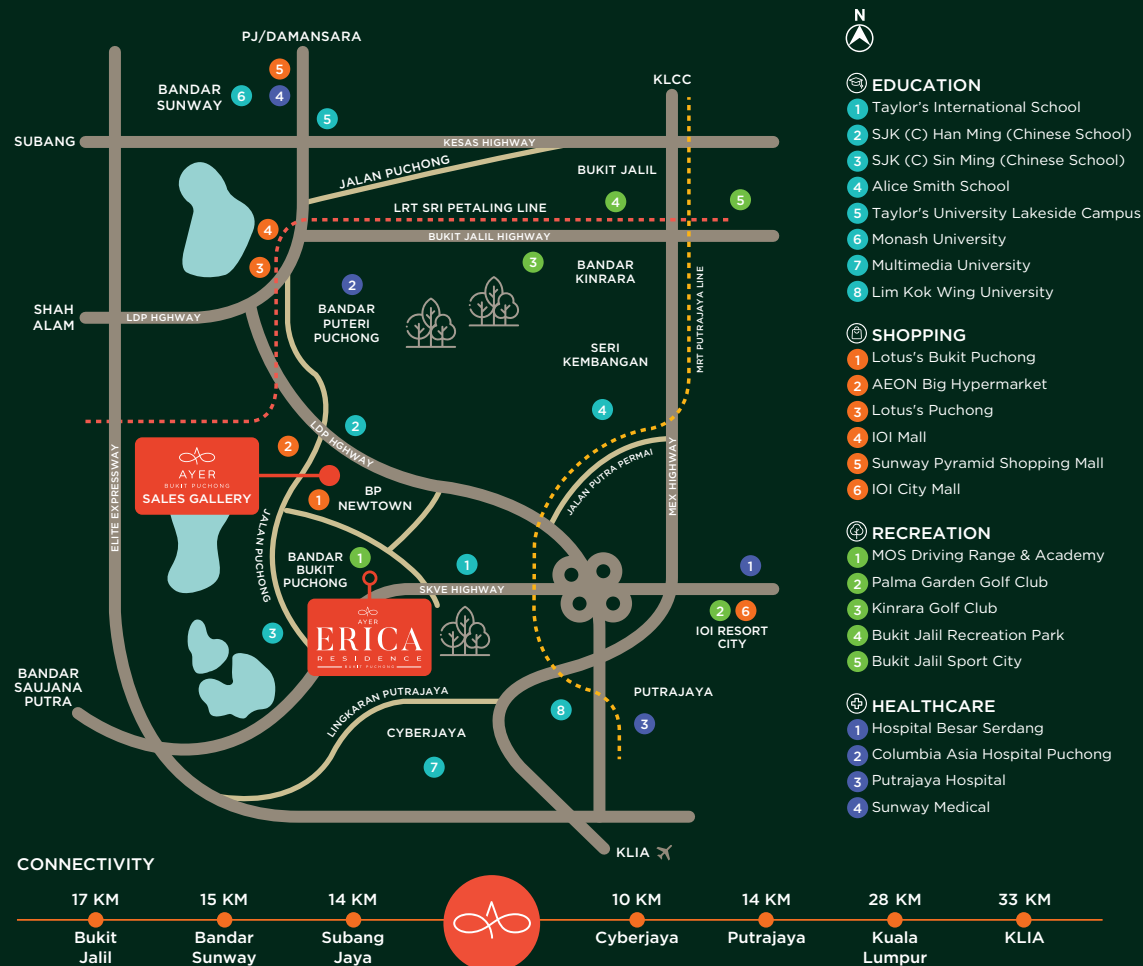 PJ/DAMANSARA
N
5
BANDAR
SUNWAY
6
4
KLCC
5
SUBANG
KESAS HIGHWAY
JALAN PUCHONG
BUKIT JALIL
4
5
LRT SRI PETALING LINE
4
BUKIT JALIL HIGHWAY
3
3
BANDAR
KINRARA
2
SHAH
ALAM
LDP HGHWAY
BANDAR
PUTERI
PUCHONG
MRT PUTRAJAYA LINE
SERI
KEMBANGAN
4
2
LDP HGHWAY
2
AYER
BUKIT PUCHONG
SALES GALLERY
1
BP
NEWTOWN
JALAN PUTRA PERMAI
MEX HIGHWAY
ELITE EXPRESSWAY
JALAN PUCHONG
BANDAR
BUKIT
PUCHONG
1
1
1
SKVE HIGHWAY
2
6
IOI RESORT
CITY
AYER
ERICA
RESIDENCE
BUKIT PUCHONG
3
BANDAR
SAUJANA
PUTRA
LINGKARAN PUTRAJAYA
PUTRAJAYA
8
3
CYBERJAYA
7
KLIA
EDUCATION
1 Taylor's International School
2 SJK (C) Han Ming (Chinese School)
3 SJK (C) Sin Ming (Chinese School)
4 Alice Smith School
5 Taylor's University Lakeside Campus
6 Monash University
7 Multimedia University
8 Lim Kok Wing University
SHOPPING
1 Lotus's Bukit Puchong
2 AEON Big Hypermarket
3 Lotus's Puchong
4 IOI Mall
5 Sunway Pyramid Shopping Mall
6 IOI City Mall
RECREATION
1 MOS Driving Range & Academy
2 Palma Garden Golf Club
3 Kinrara Golf Club
4 Bukit Jalil Recreation Park
5 Bukit Jalil Sport City
HEALTHCARE
1 Hospital Besar Serdang
2 Columbia Asia Hospital Puchong
3 Putrajaya Hospital
4 Sunway Medical
CONNECTIVITY
17 KM
Bukit
Jalil
15 KM
Bandar
Sunway
14 KM
Subang
Jaya
10 KM
Cyberjaya
14 KM
Putrajaya
28 KM
Kuala
Lumpur
33 KM
KLIA